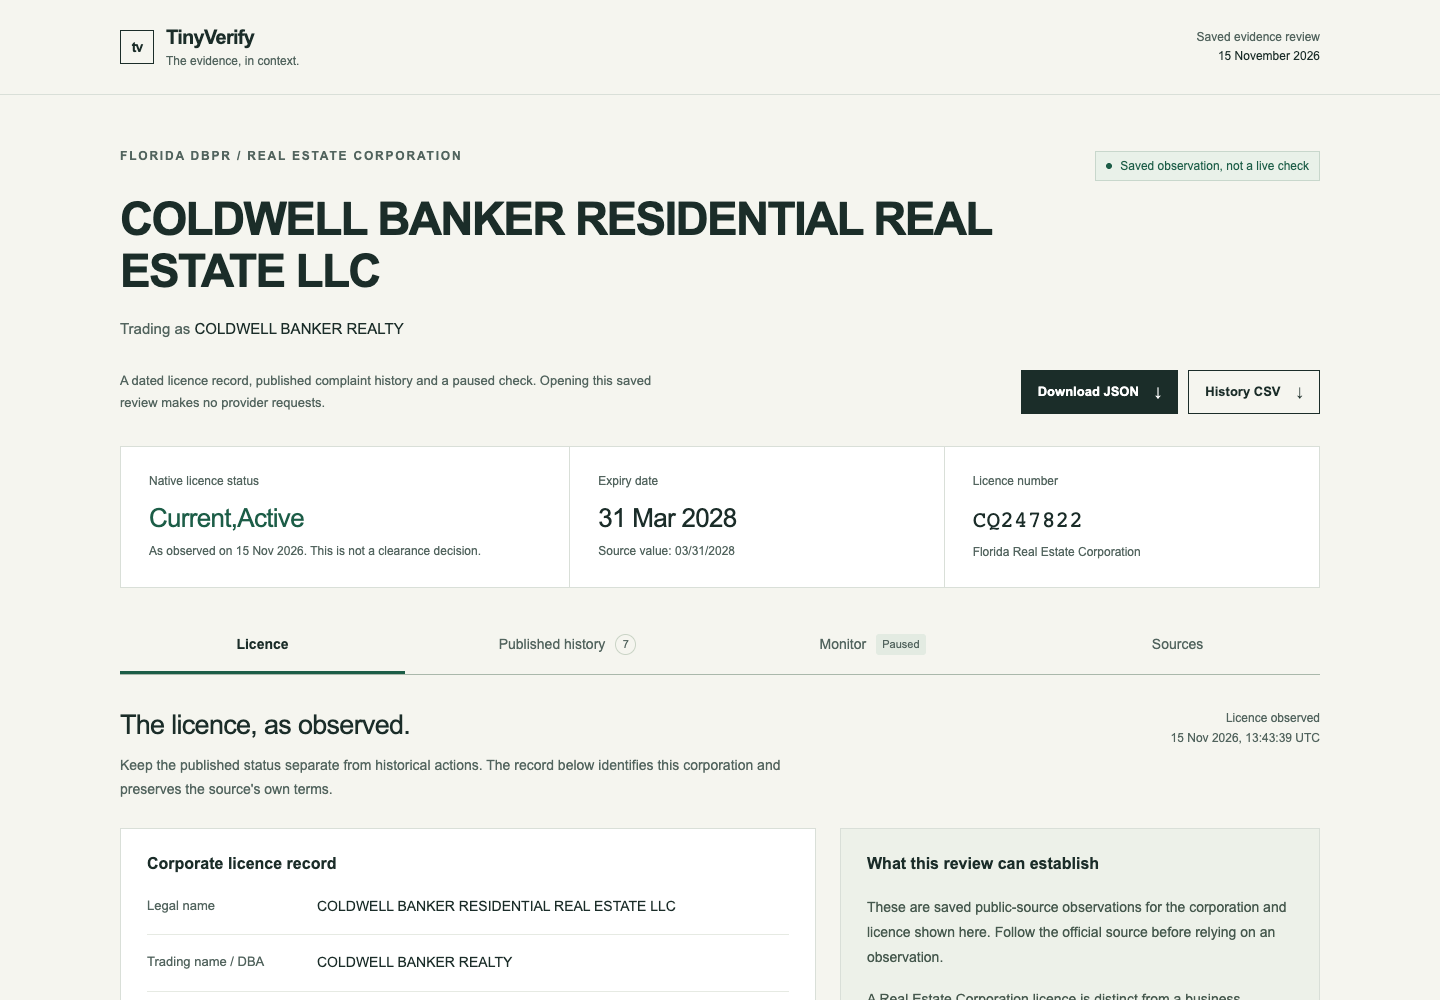 tv
TinyVerify
The evidence, in context.
Saved evidence review
15 November 2026
FLORIDA DBPR / REAL ESTATE CORPORATION
Saved observation, not a live check
COLDWELL BANKER RESIDENTIAL REAL
ESTATE LLC
Trading as COLDWELL BANKER REALTY
A dated licence record, published complaint history and a paused check. Opening this saved
review makes no provider requests.
Download JSON ↓
History CSV ↓
Native licence status
Current,Active
As observed on 15 Nov 2026. This is not a clearance decision.
Expiry date
31 Mar 2028
Source value: 03/31/2028
Licence number
CQ247822
Florida Real Estate Corporation
Licence
Published history 7
Monitor Paused
Sources
The licence, as observed.
Licence observed
15 Nov 2026, 13:43:39 UTC
Keep the published status separate from historical actions. The record below identifies this corporation and
preserves the source's own terms.
Corporate licence record
Legal name COLDWELL BANKER RESIDENTIAL REAL ESTATE LLC
Trading name / DBA COLDWELL BANKER REALTY
What this review can establish
These are saved public-source observations for the corporation and
licence shown here. Follow the official source before relying on an
observation.
A Real Estate Corporation licence is distinct from a business